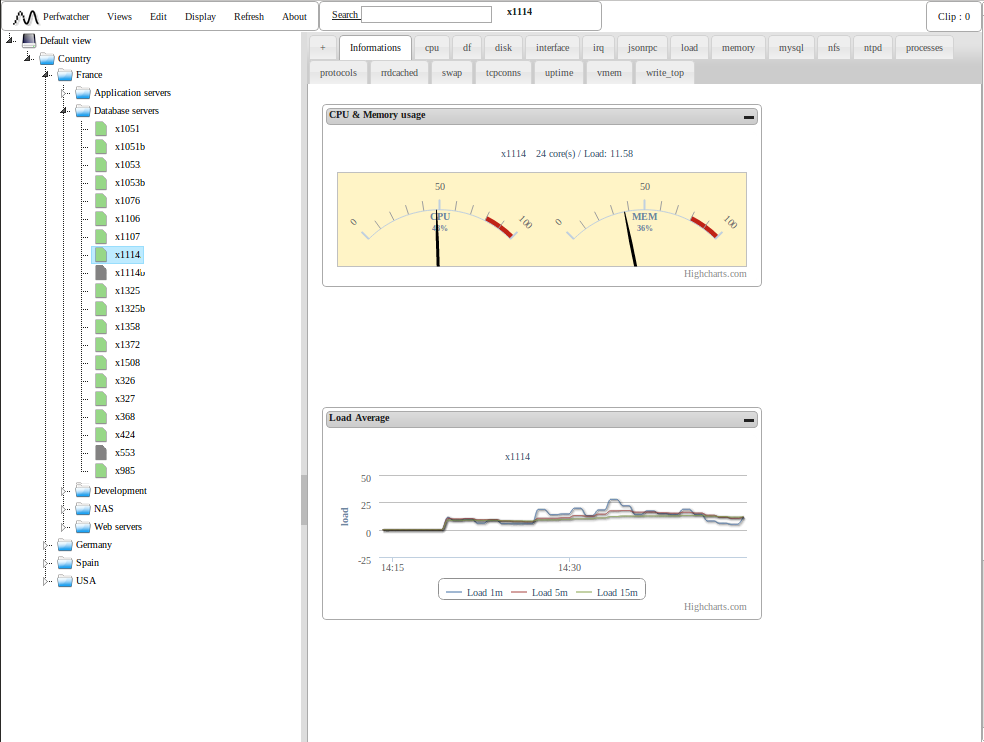 Perfwatcher Views Edit Display Refresh About
Search
x1114
Clip : 0
Default view
Country
France
Application servers
Database servers
x1051
x1051b
x1053
x1053b
x1076
x1106
x1107
x1114
x1114b
x1325
x1325b
x1358
x1372
x1508
x326
x327
x368
x424
x553
x985
Development
NAS
Web servers
Germany
Spain
USA
+ Informations cpu df disk interface irq jsonrpc load memory mysql nfs ntpd processes
protocols rrdcached swap tcpconns uptime vmem write_top
CPU & Memory usage
x1114 24 core(s) / Load: 11.58
0 50 100
CPU
0 50 100
MEM
36%
Highcharts.com
Load Average
x1114
load
50
25
0
-25
14:15 14:30
Load 1m Load 5m Load 15m
Highcharts.com